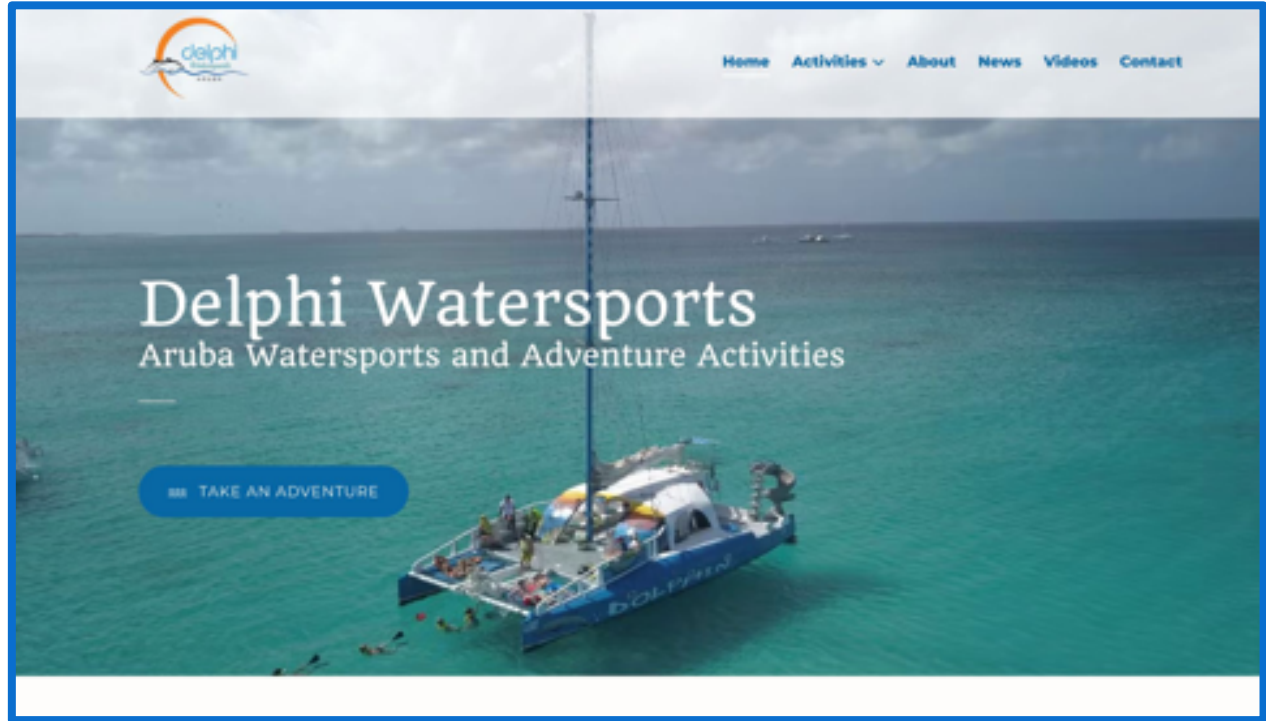 delphi
Home Activities About News Videos Contact
Delphi Watersports
Aruba Watersports and Adventure Activities
TAKE AN ADVENTURE
DOLPHIN